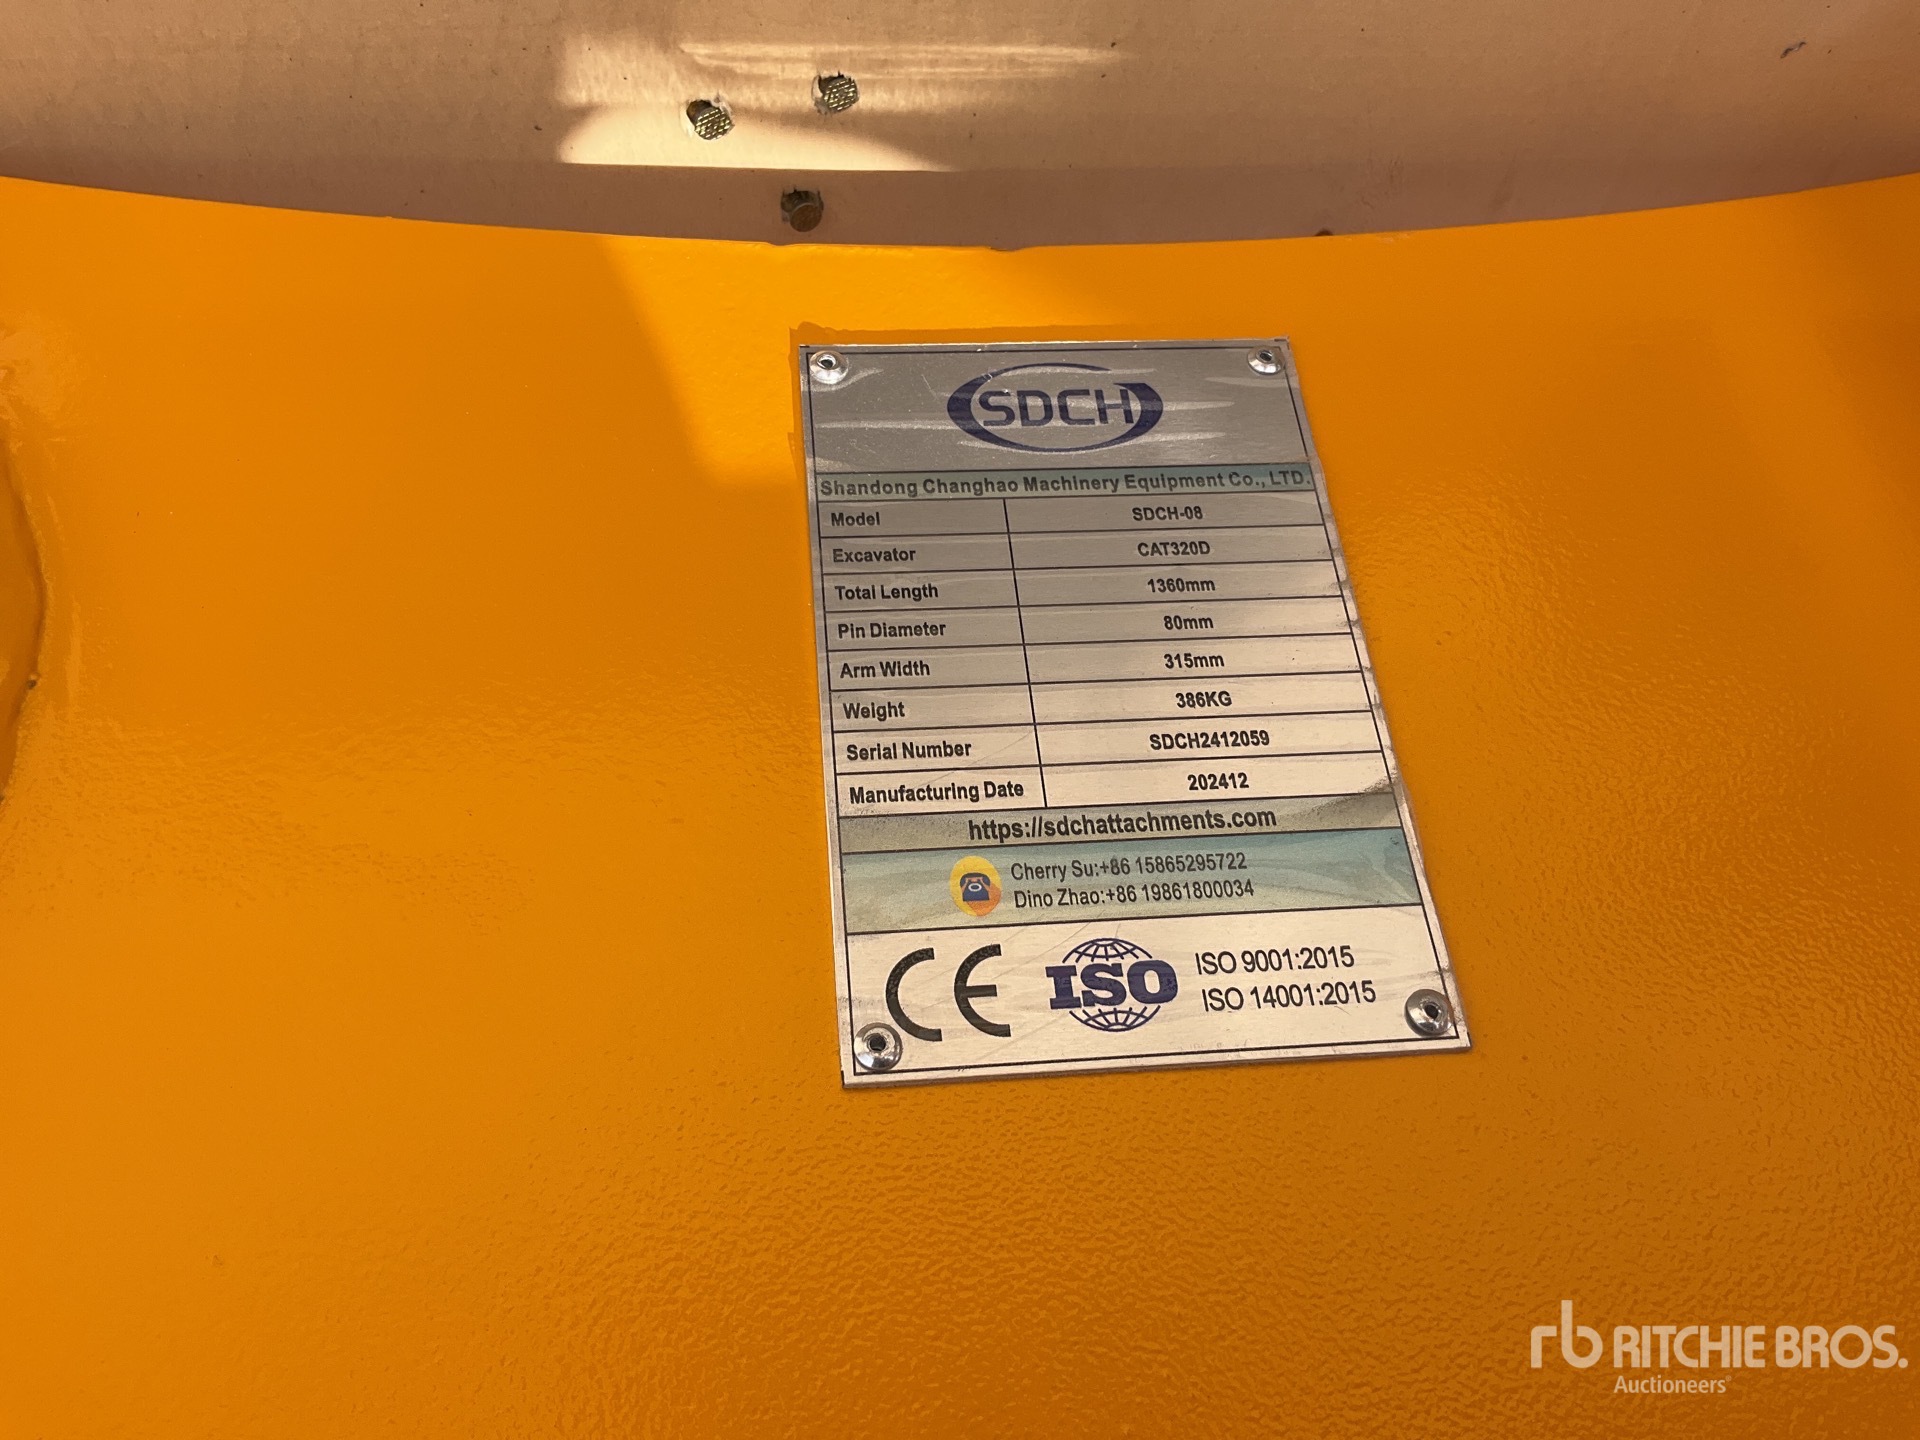 SDCH
Shandong Changhao Machinery Equipment Co., LTD.
Model SDCH-08
Excavator CAT320D
Total Length 1360mm
Pin Diameter 80mm
Arm Width 315mm
Weight 386KG
Serial Number SDCH2412059
Manufacturing Date 202412
https://sdchattachments.com
Cherry Su:+86 15865295722
Dino Zhao:+86 19861800034
CE ISO ISO 9001:2015
ISO 14001:2015
rb RITCHIE BROS.
Auctioneers®